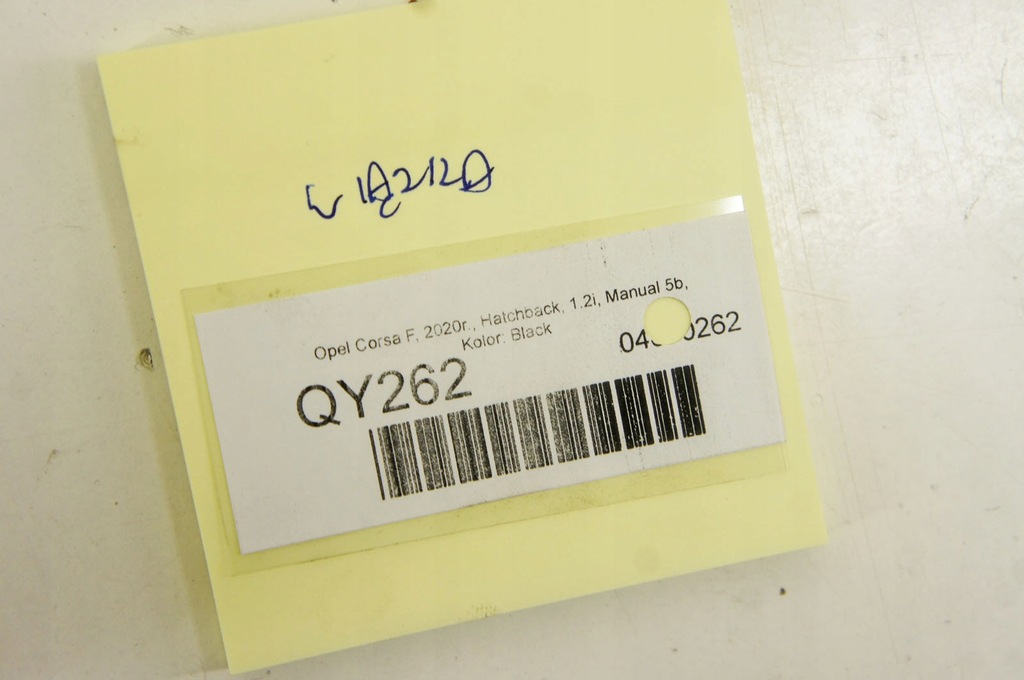 Opel Corsa F, 2020r., Hatchback, 1.2i, Manual 5b,
Kolor: Black
QY262